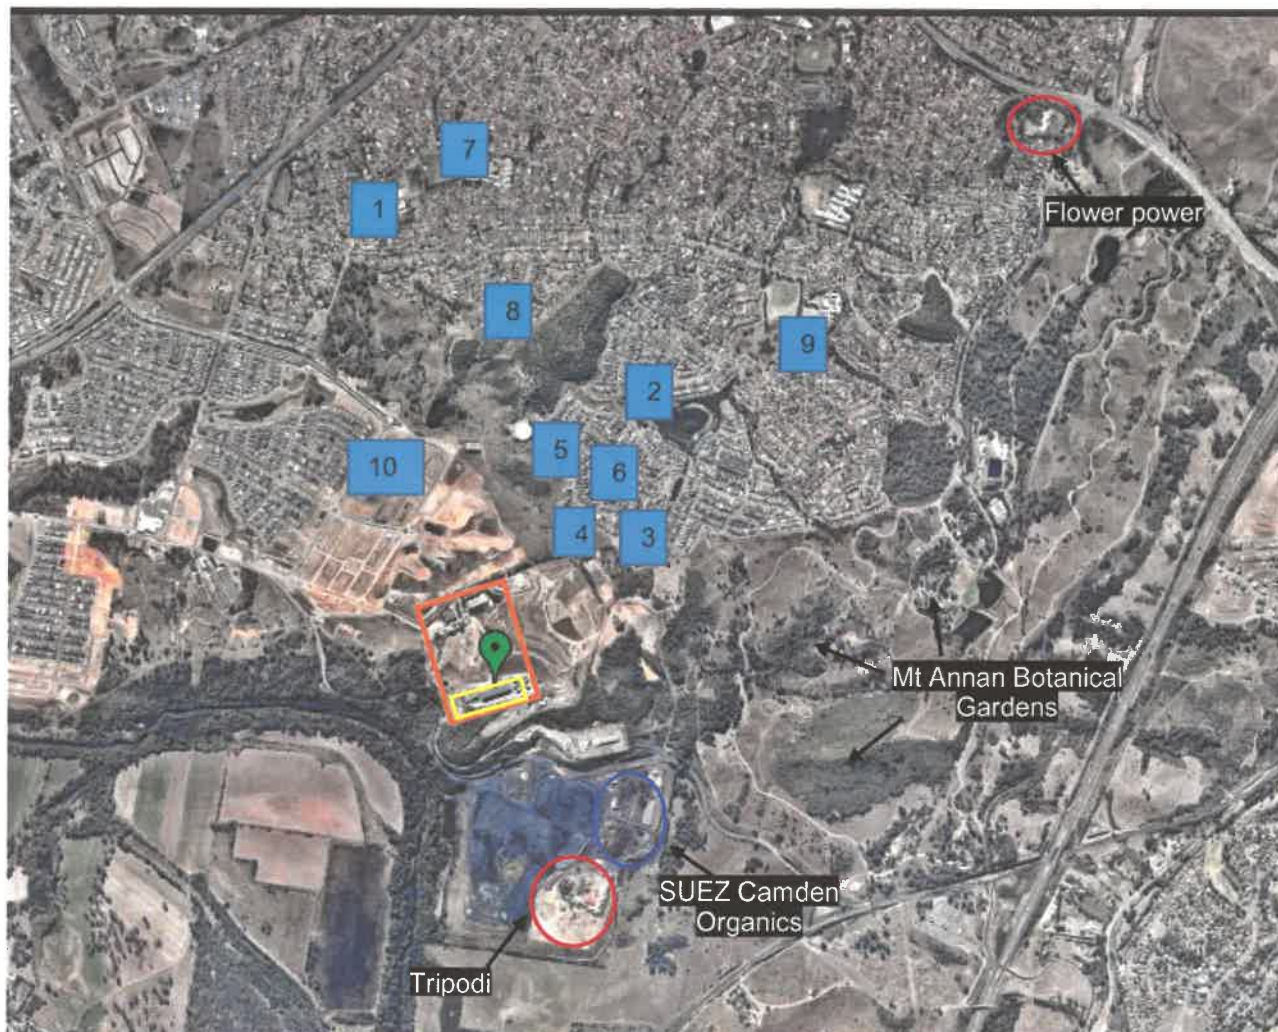 7
1
Flower power
8
9
2
5
10
6
4
3
Mt Annan Botanical
Gardens
SUEZ Camden
Organics
Tripodi